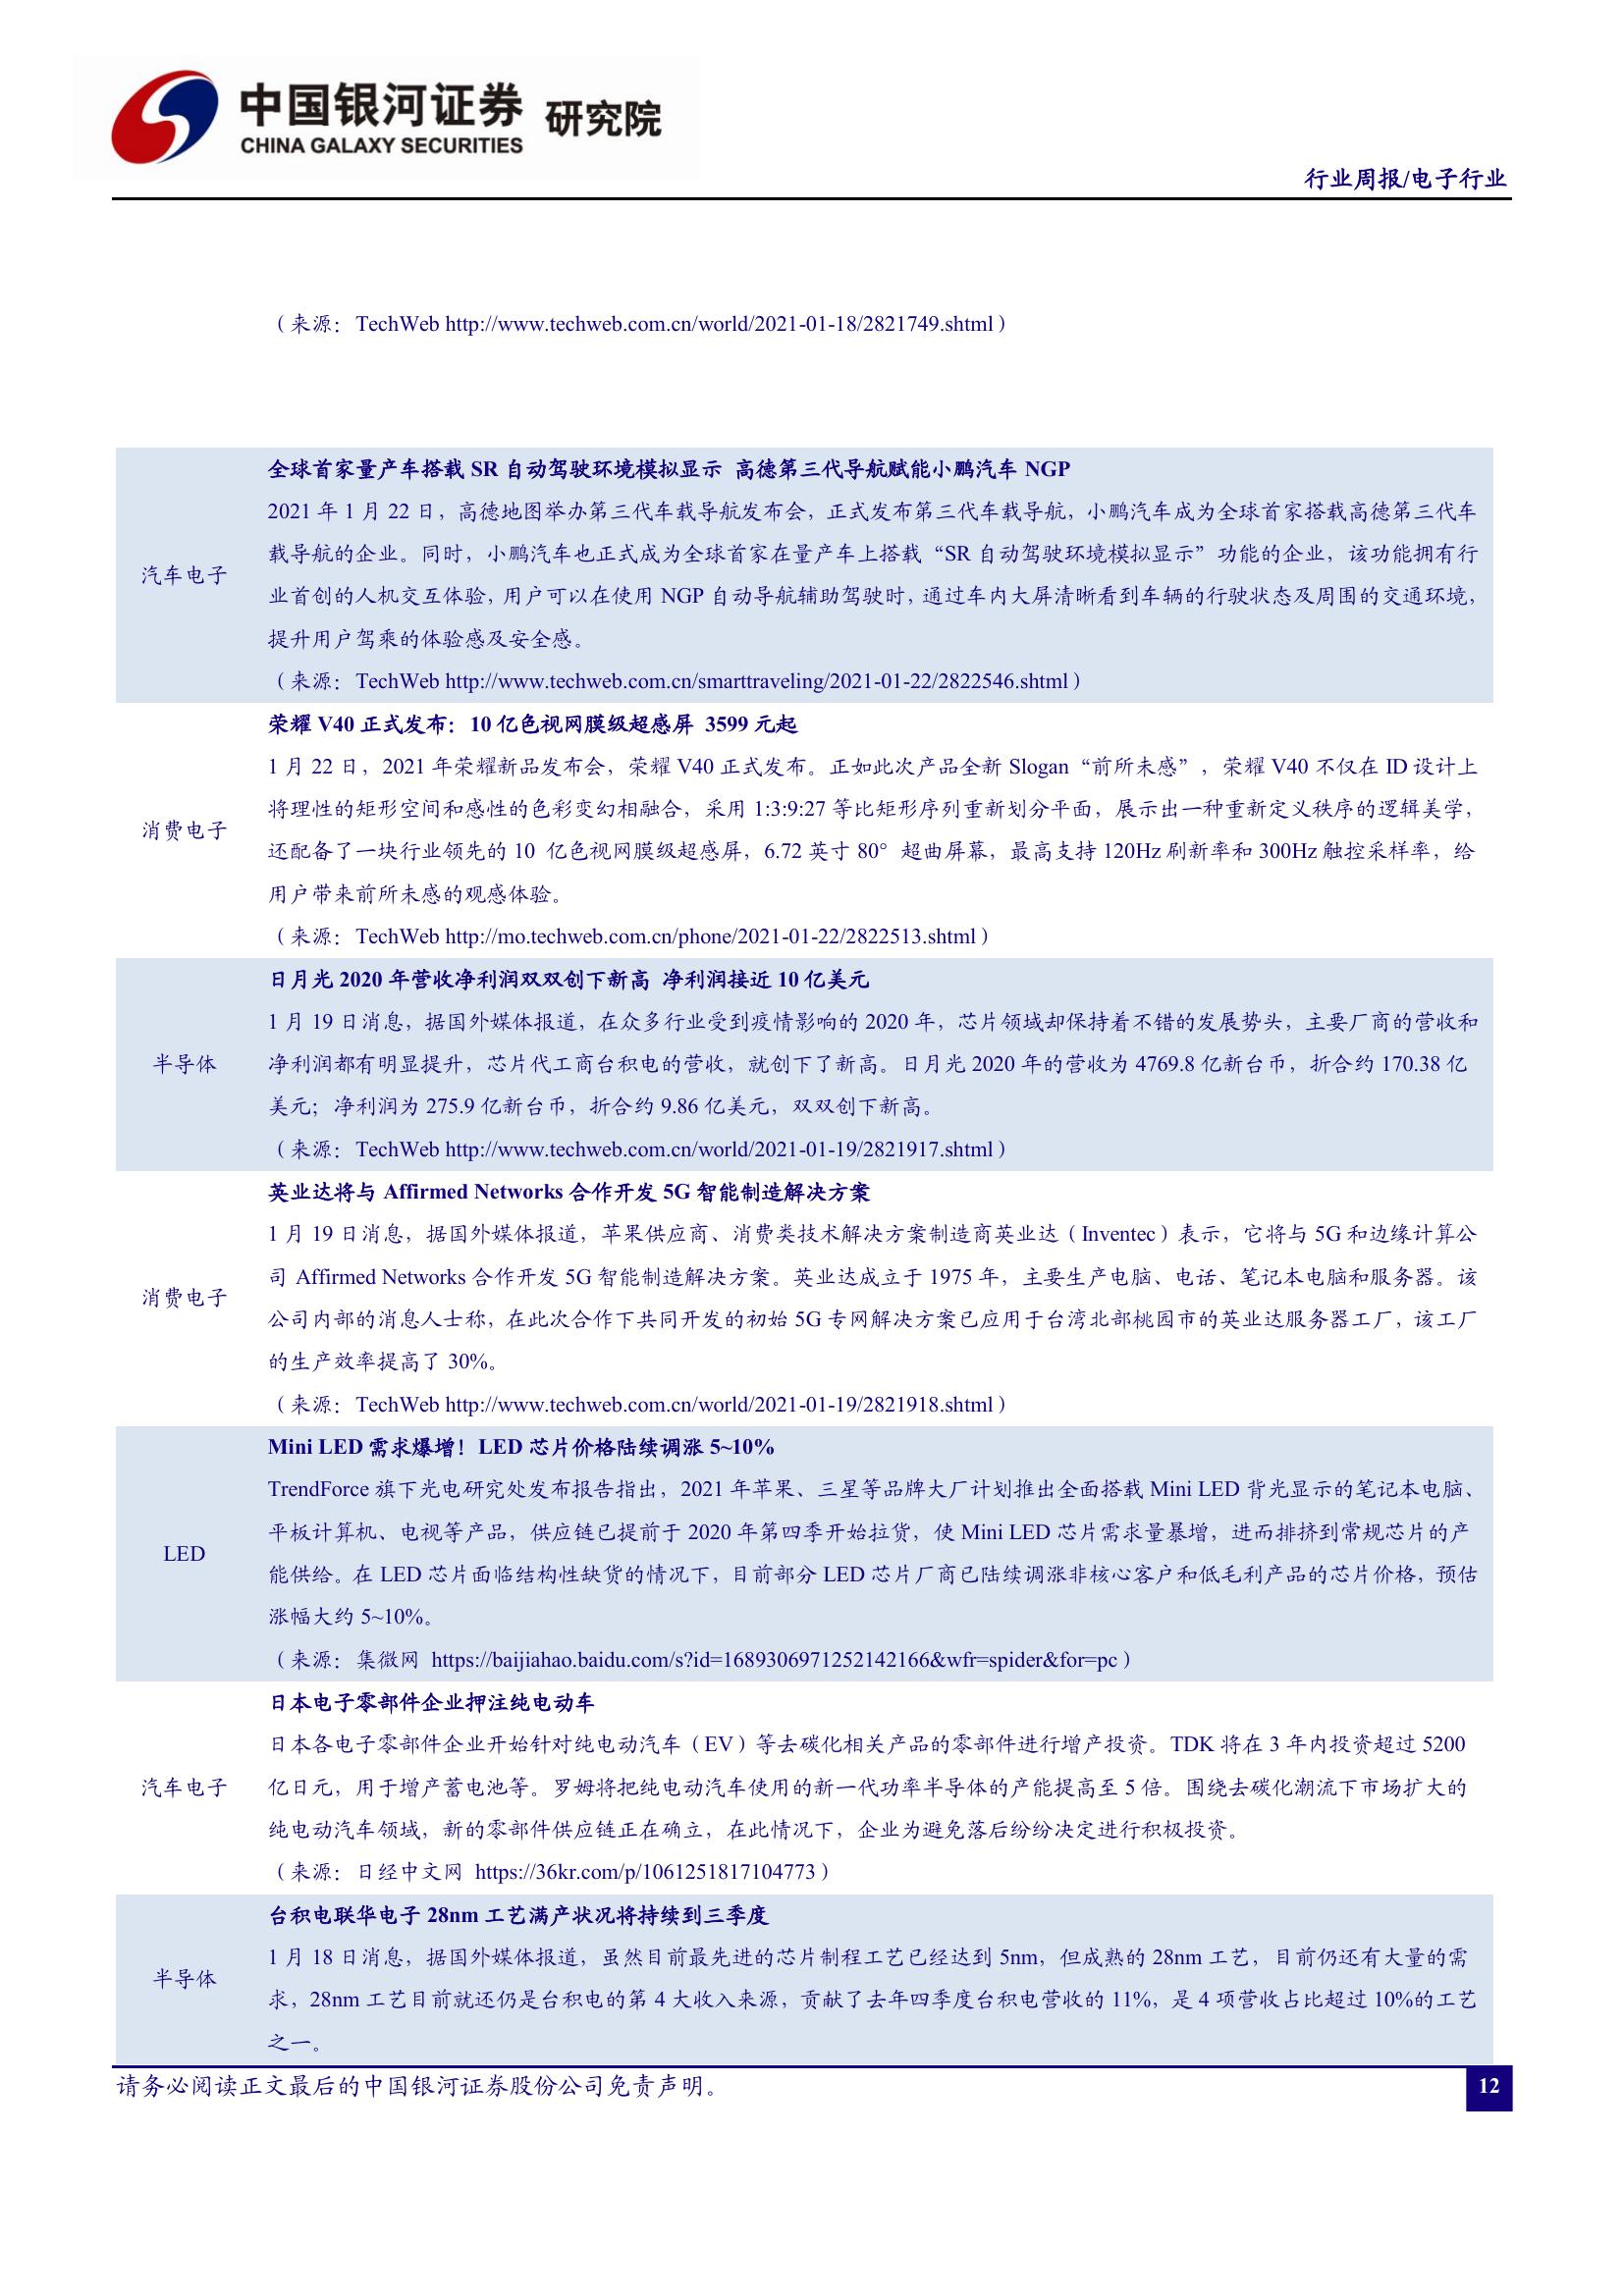 中国银河证券 研究院
CHINA GALAXY SECURITIES
行业周报/电子行业
（来源：TechWeb http://www.techweb.com.cn/world/2021-01-18/2821749.shtml）
全球首家量产车搭载 SR 自动驾驶环境模拟显示 高德第三代导航赋能小鹏汽车 NGP
2021 年 1 月 22 日，高德地图举办第三代车载导航发布会，正式发布第三代车载导航，小鹏汽车成为全球首家搭载高德第三代车
载导航的企业。同时，小鹏汽车也正式成为全球首家在量产车上搭载“SR 自动驾驶环境模拟显示”功能的企业，该功能拥有行
汽车电子
业首创的人机交互体验，用户可以在使用 NGP 自动导航辅助驾驶时，通过车内大屏清晰看到车辆的行驶状态及周围的交通环境，
提升用户驾乘的体验感及安全感。
（来源：TechWeb http://www.techweb.com.cn/smarttraveling/2021-01-22/2822546.shtml）
荣耀 V40 正式发布：10 亿色视网膜级超感屏 3599 元起
1 月 22 日，2021 年荣耀新品发布会，荣耀 V40 正式发布。正如此次产品全新 Slogan“前所未感”，荣耀 V40 不仅在 ID 设计上
将理性的矩形空间和感性的色彩变幻相融合，采用 1:3:9:27 等比矩形序列重新划分平面，展示出一种重新定义秩序的逻辑美学，
消费电子
还配备了一块行业领先的 10 亿色视网膜级超感屏，6.72 英寸 80°超曲屏幕，最高支持 120Hz 刷新率和 300Hz 触控采样率，给
用户带来前所未感的观感体验。
（来源：TechWeb http://mo.techweb.com.cn/phone/2021-01-22/2822513.shtml）
日月光 2020 年营收净利润双双创下新高 净利润接近 10 亿美元
1 月 19 日消息，据国外媒体报道，在众多行业受到疫情影响的 2020 年，芯片领域却保持着不错的发展势头，主要厂商的营收和
半导体
净利润都有明显提升，芯片代工商台积电的营收，就创下了新高。日月光 2020 年的营收为 4769.8 亿新台币，折合约 170.38 亿
美元；净利润为 275.9 亿新台币，折合约 9.86 亿美元，双双创下新高。
（来源：TechWeb http://www.techweb.com.cn/world/2021-01-19/2821917.shtml）
英业达将与 Affirmed Networks 合作开发 5G 智能制造解决方案
1 月 19 日消息，据国外媒体报道，苹果供应商、消费类技术解决方案制造商英业达（Inventec）表示，它将与 5G 和边缘计算公
司 Affirmed Networks 合作开发 5G 智能制造解决方案。英业达成立于 1975 年，主要生产电脑、电话、笔记本电脑和服务器。该
消费电子
公司内部的消息人士称，在此次合作下共同开发的初始 5G 专网解决方案已应用于台湾北部桃园市的英业达服务器工厂，该工厂
的生产效率提高了 30%。
（来源：TechWeb http://www.techweb.com.cn/world/2021-01-19/2821918.shtml）
Mini LED 需求爆增！LED 芯片价格陆续调涨 5~10%
TrendForce 旗下光电研究处发布报告指出，2021 年苹果、三星等品牌大厂计划推出全面搭载 Mini LED 背光显示的笔记本电脑、
平板计算机、电视等产品，供应链已提前于 2020 年第四季开始拉货，使 Mini LED 芯片需求量暴增，进而排挤到常规芯片的产
LED
能供给。在 LED 芯片面临结构性缺货的情况下，目前部分 LED 芯片厂商已陆续调涨非核心客户和低毛利产品的芯片价格，预估
涨幅大约 5~10%。
（来源：集微网 https://baijiahao.baidu.com/s?id=1689306971252142166&wfr=spider&for=pc）
日本电子零部件企业押注纯电动车
日本各电子零部件企业开始针对纯电动汽车（EV）等去碳化相关产品的零部件进行增产投资。TDK 将在 3 年内投资超过 5200
汽车电子
亿日元，用于增产蓄电池等。罗姆将把纯电动汽车使用的新一代功率半导体的产能提高至 5 倍。围绕去碳化潮流下市场扩大的
纯电动汽车领域，新的零部件供应链正在确立，在此情况下，企业为避免落后纷纷决定进行积极投资。
（来源：日经中文网 https://36kr.com/p/1061251817104773）
台积电联华电子 28nm 工艺满产状况将持续到三季度
1 月 18 日消息，据国外媒体报道，虽然目前最先进的芯片制程工艺已经达到 5nm，但成熟的 28nm 工艺，目前仍还有大量的需
半导体
求，28nm 工艺目前就还仍是台积电的第 4 大收入来源，贡献了去年四季度台积电营收的 11%，是 4 项营收占比超过 10%的工艺
之一。
请务必阅读正文最后的中国银河证券股份公司免责声明。
12